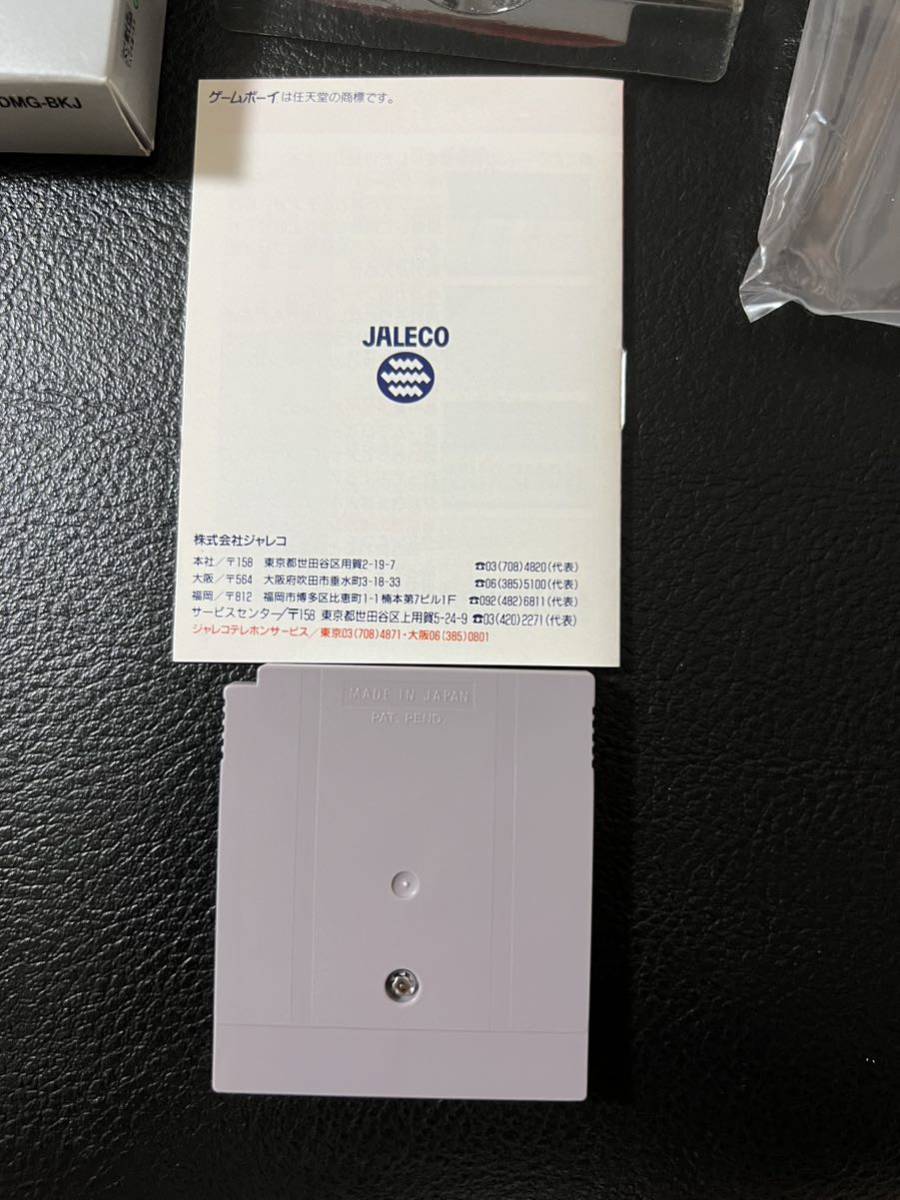 DMG-BKJ
ゲームボーイは任天堂の商標です。
JALECO
株式会社ジャレコ
本社／〒158 東京都世田谷区用賀2-19-7 ☎03(708)4820(代表)
大阪／〒564 大阪府吹田市垂水町3-18-33 ☎06(385)5100(代表)
福岡／〒812 福岡市博多区比恵町1-1楠本第7ビル1F ☎092(482)6811(代表)
サービスセンター／〒158 東京都世田谷区上用賀5-24-9 ☎03(420)2271(代表)
ジャレコテレホンサービス／東京03(708)4871・大阪06(385)0801
MADE IN JAPAN
PAT. PEND.